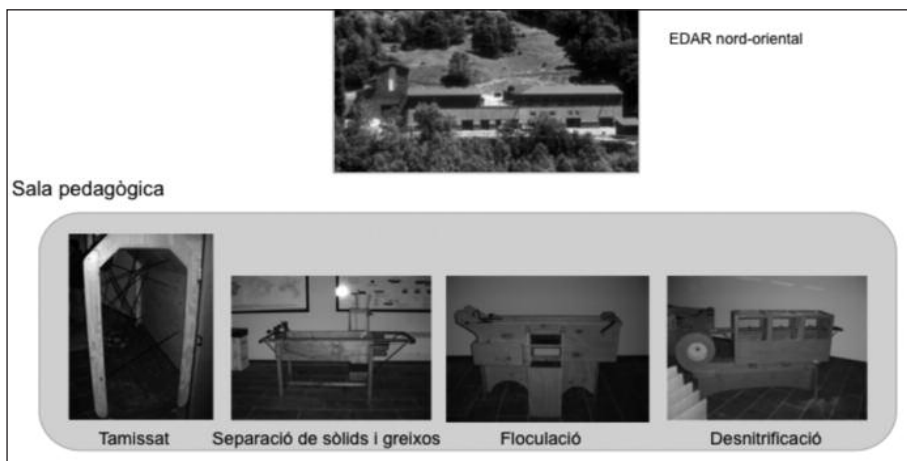 EDAR nord-oriental
Sala pedagògica
Tamissat
Separació de sòlids i greixos
Floculació
Desnitrificació